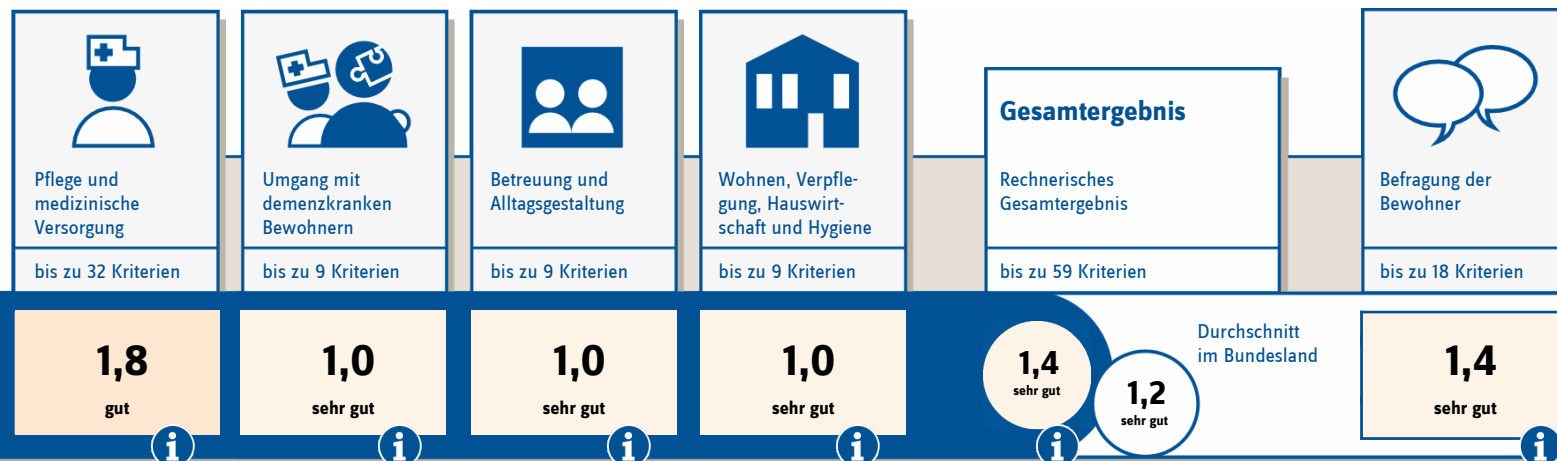 Pflege und
medizinische
Versorgung
bis zu 32 Kriterien
1,8
gut
Umgang mit
demenzkranken
Bewohnern
bis zu 9 Kriterien
1,0
sehr gut
Betreuung und
Alltagsgestaltung
bis zu 9 Kriterien
1,0
sehr gut
Wohnen, Verpfle-
gung, Hauswirt-
schaft und Hygiene
bis zu 9 Kriterien
1,0
sehr gut
Gesamtergebnis
Rechnerisches
Gesamtergebnis
bis zu 59 Kriterien
1,4
sehr gut
Durchschnitt
im Bundesland
1,2
sehr gut
Befragung der
Bewohner
bis zu 18 Kriterien
1,4
sehr gut
i
i
i
i
i
i